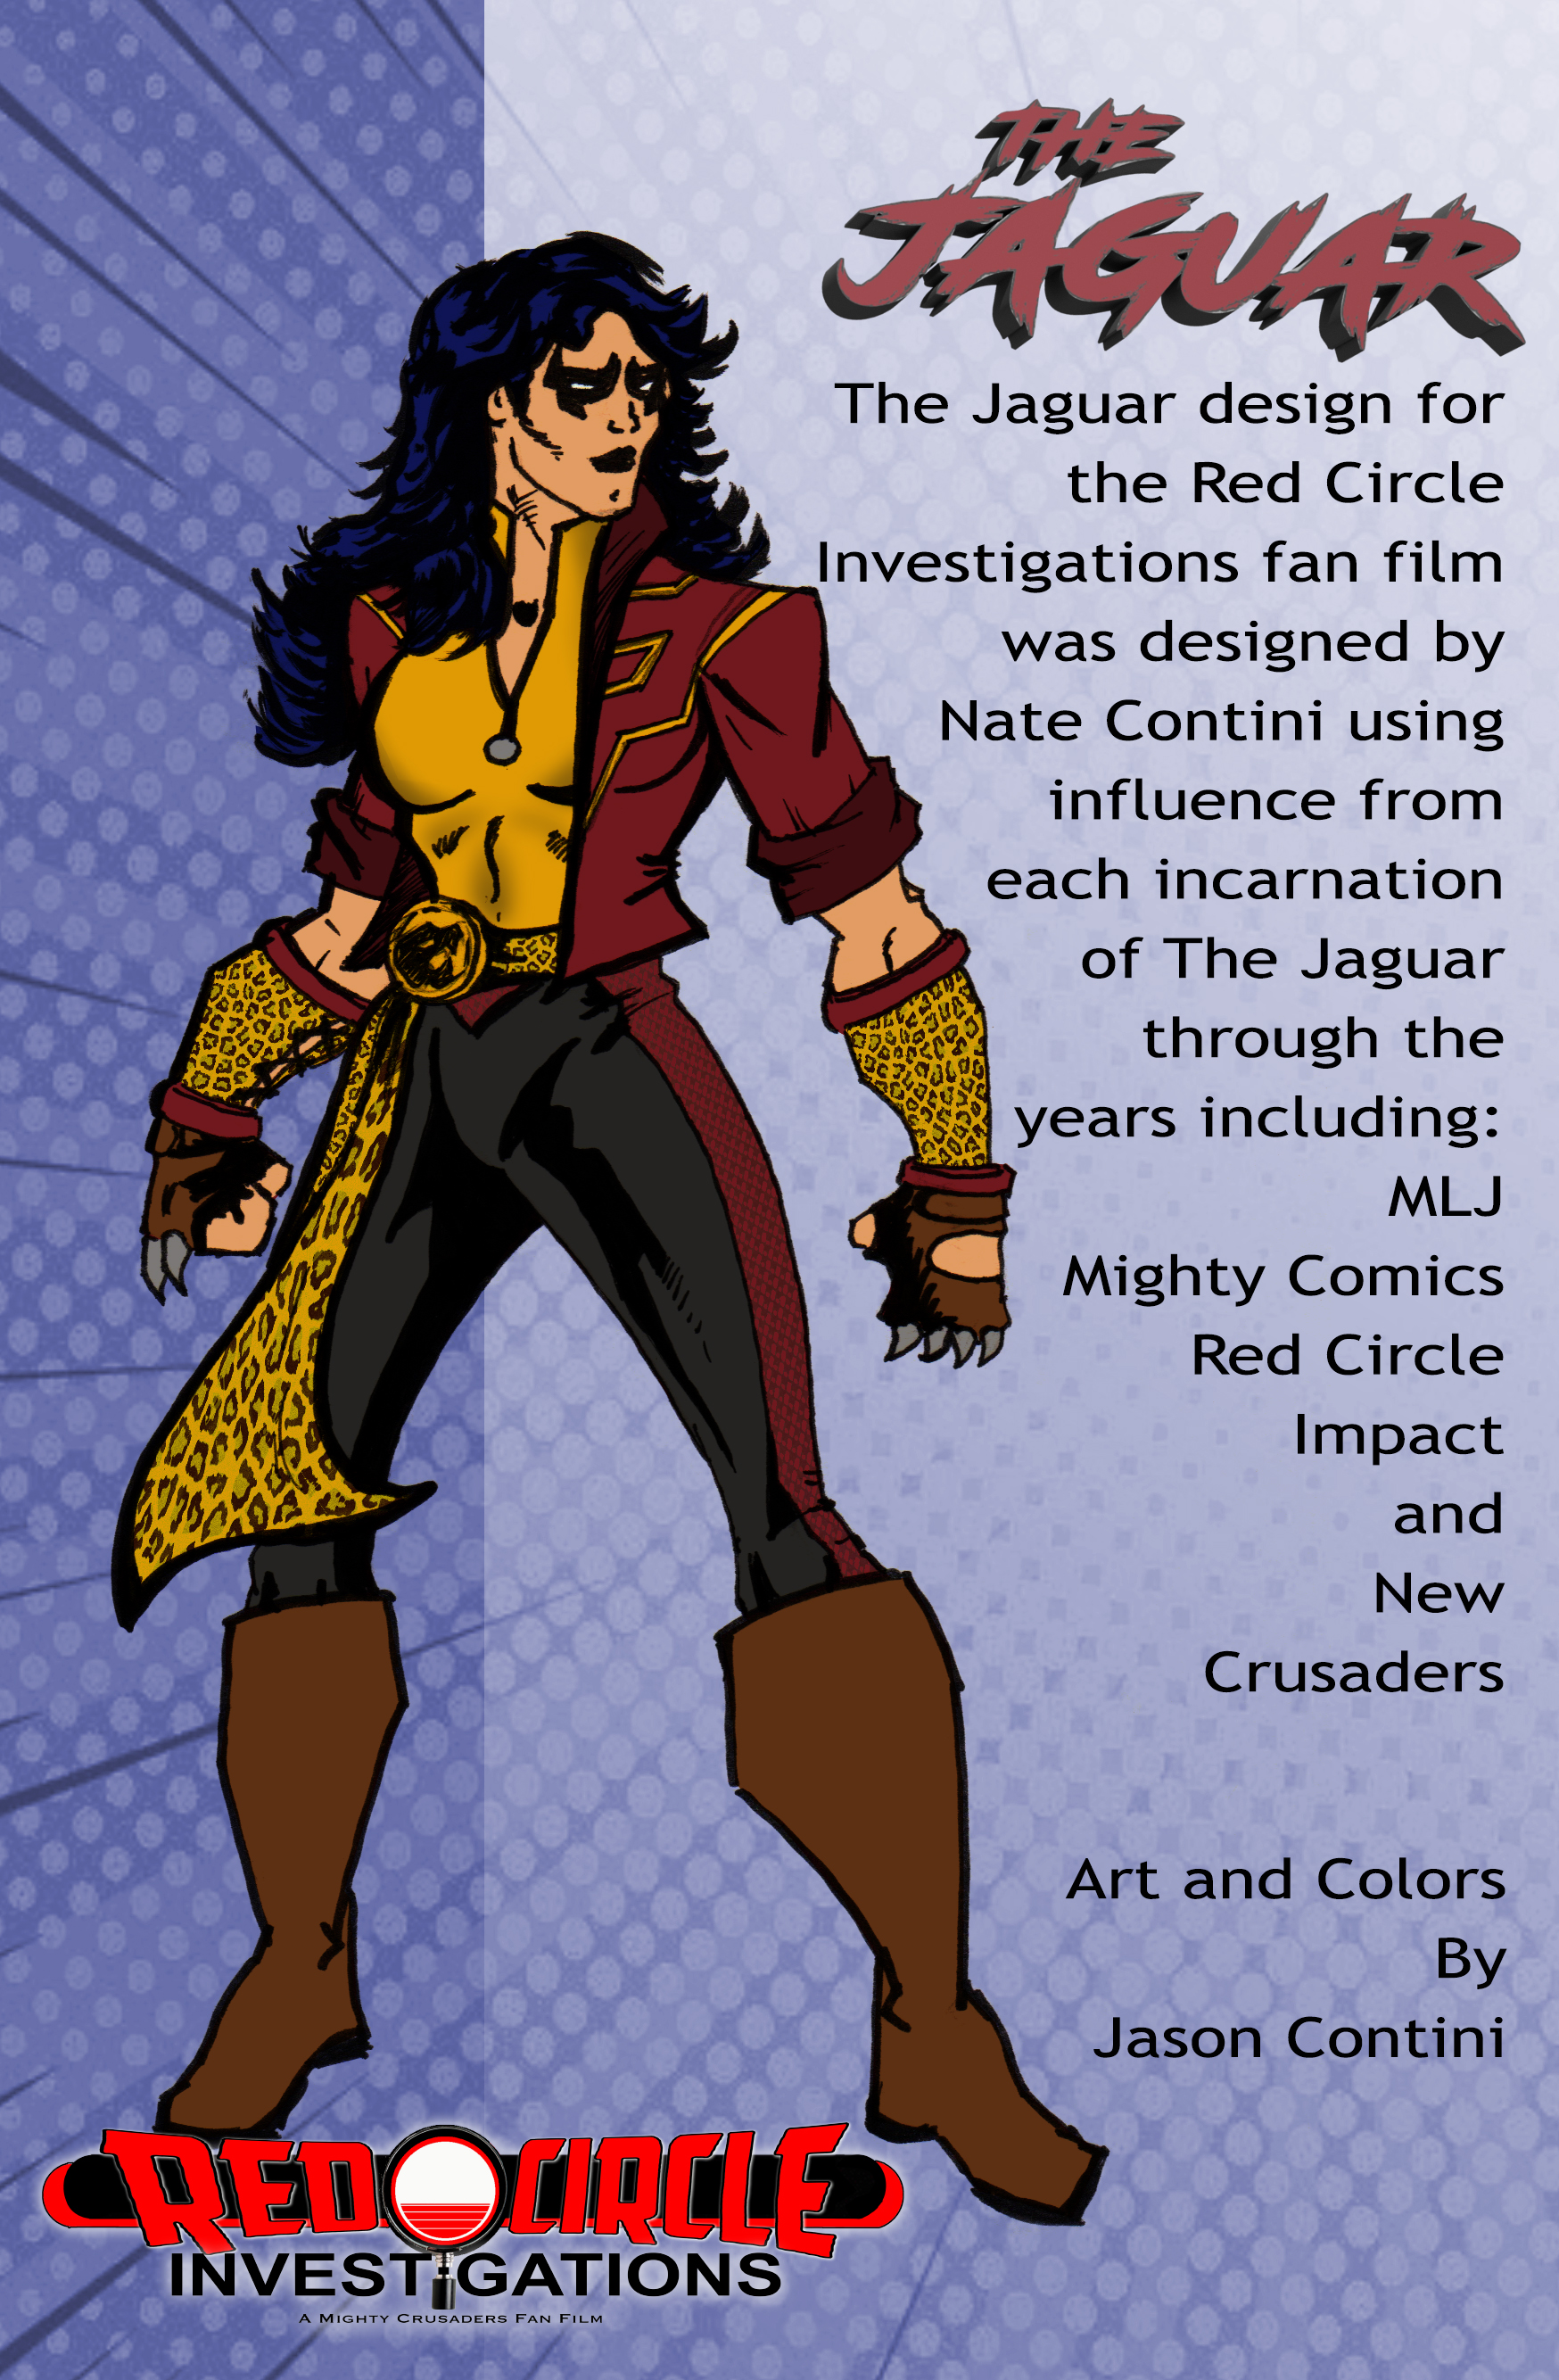 THE
JAGUAR
The Jaguar design for
the Red Circle
Investigations fan film
was designed by
Nate Contini using
influence from
each incarnation
of The Jaguar
through the
years including:
MLJ
Mighty Comics
Red Circle
Impact
and
New
Crusaders
Art and Colors
By
Jason Contini
RED CIRCLE
INVESTIGATIONS
A Mighty Crusaders Fan Film